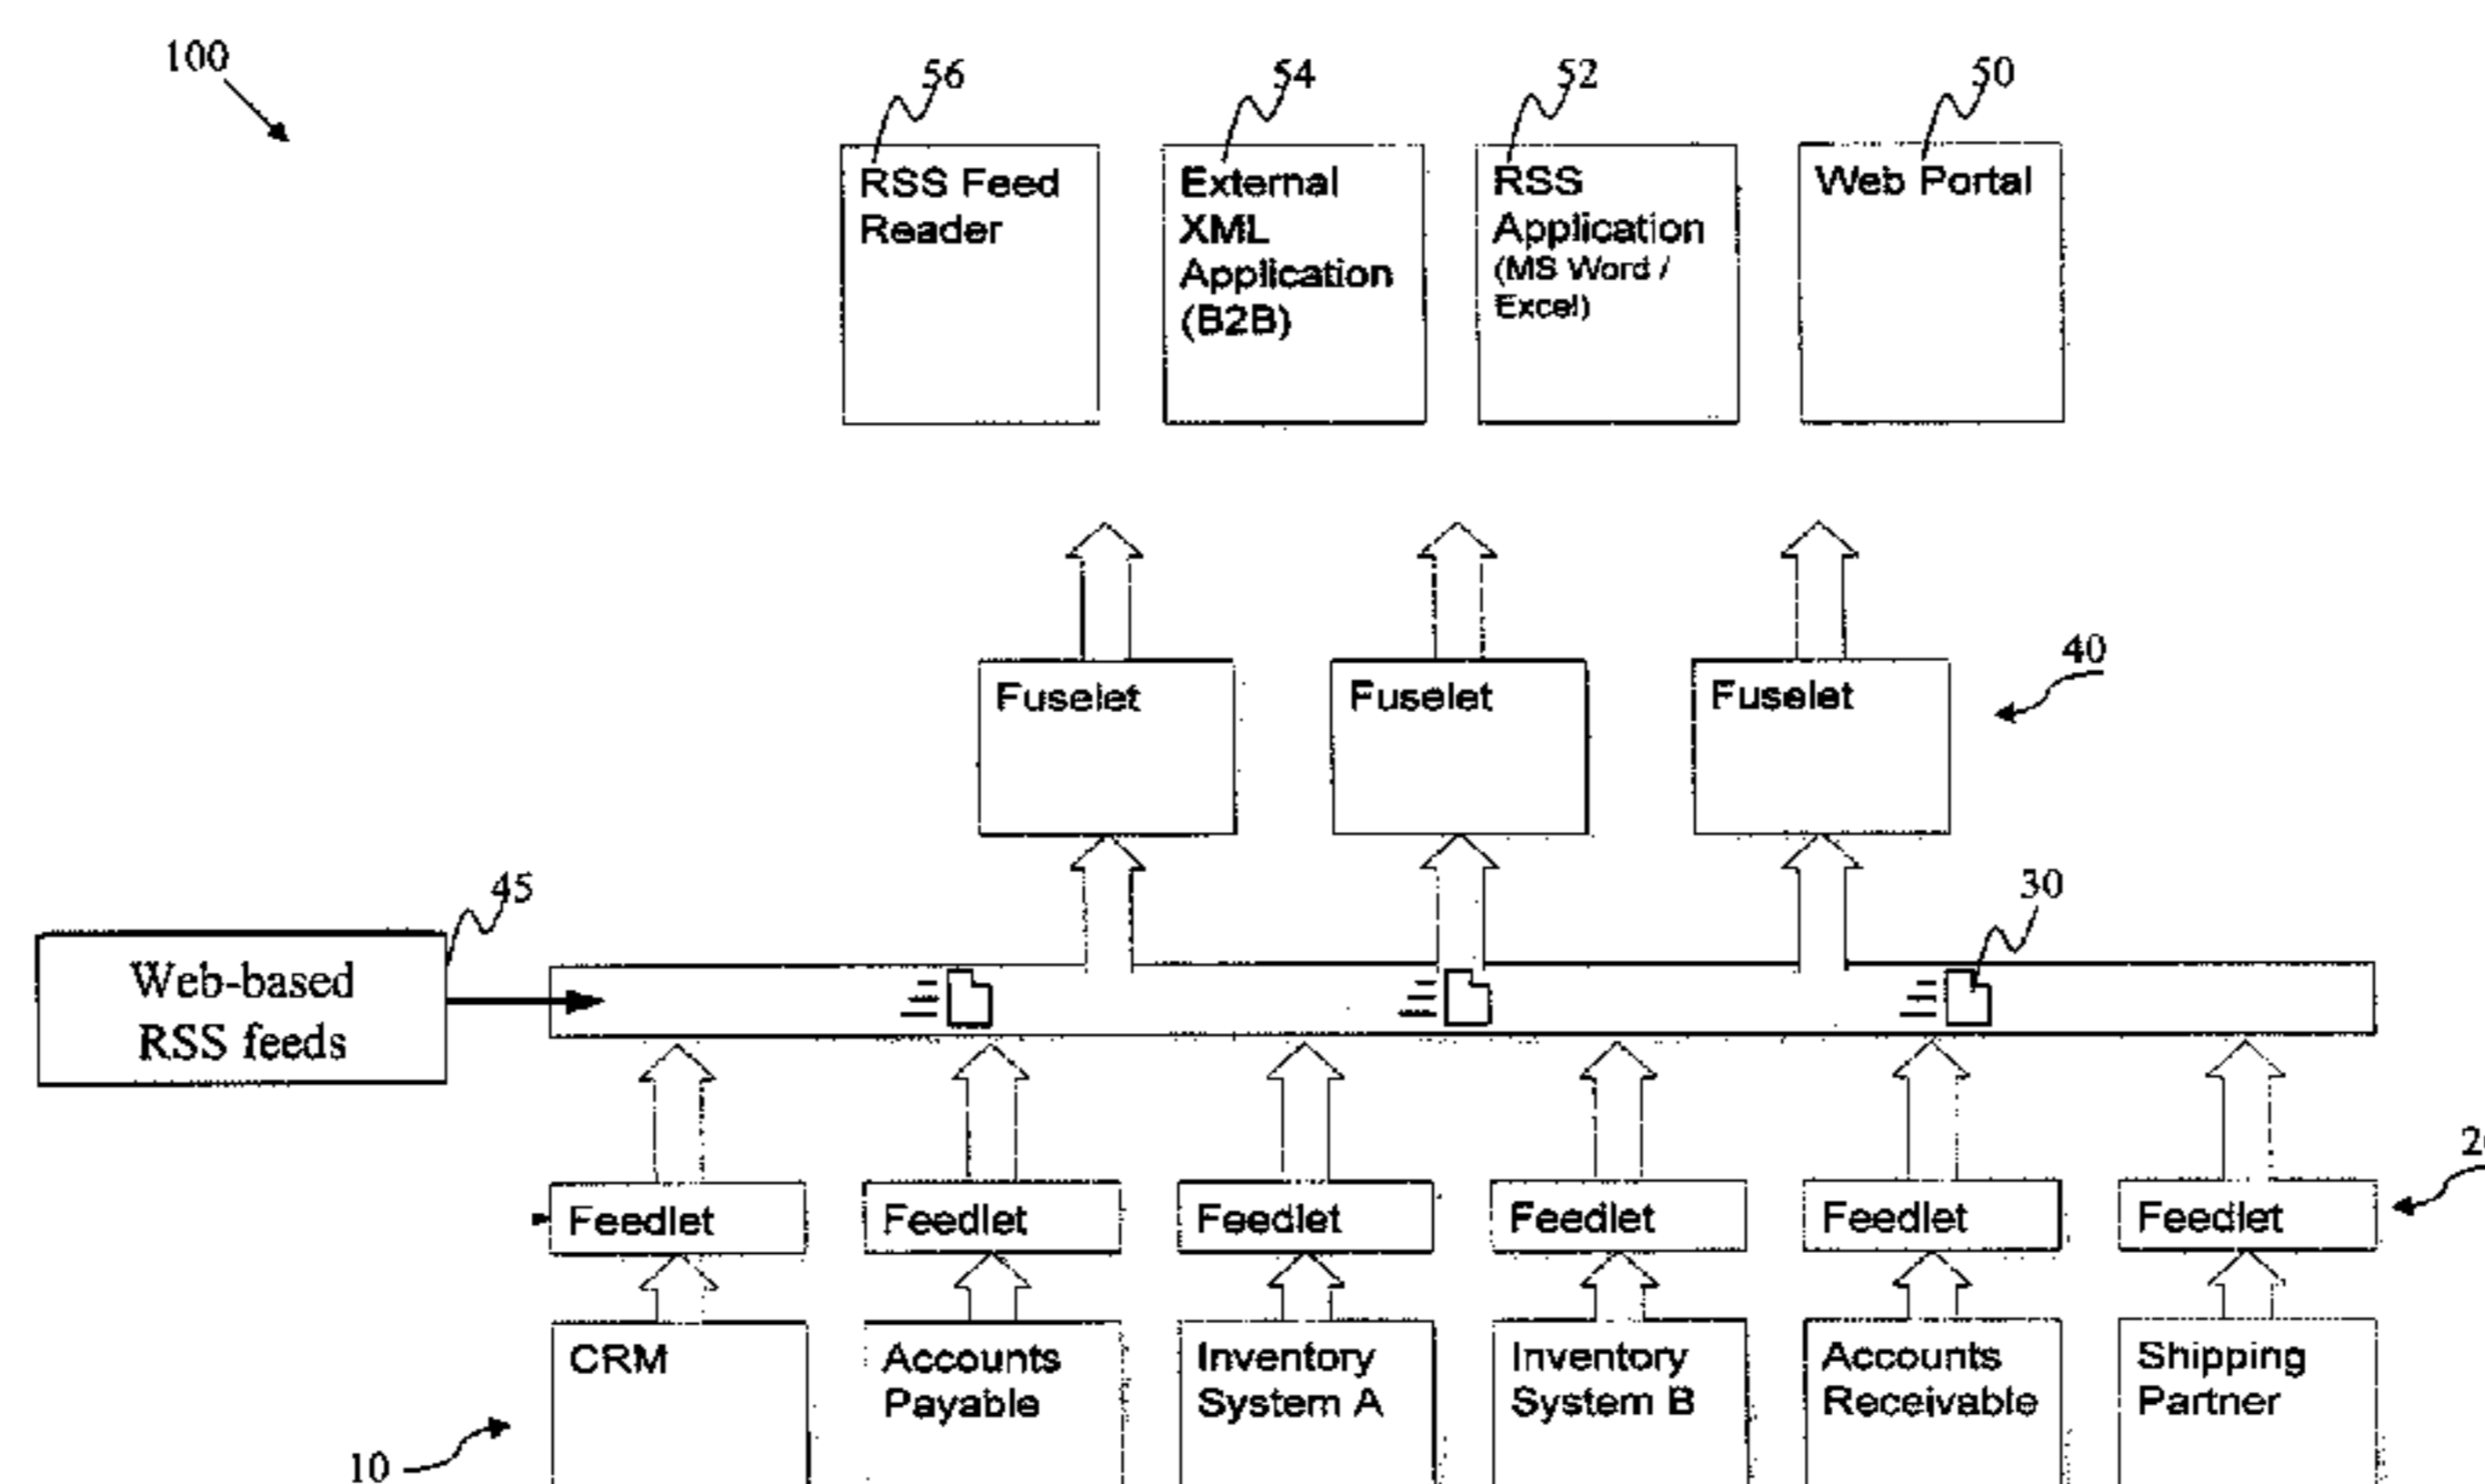 100
56
54
52
50
RSS Feed
Reader
External
XML
Application
(B2B)
RSS
Application
(MS Word /
Excel)
Web Portal
40
Fuselet
Fuselet
Fuselet
45
30
Web-based
RSS feeds
Feedlet
Feedlet
Feedlet
Feedlet
Feedlet
Feedlet
CRM
Accounts
Payable
Inventory
System A
Inventory
System B
Accounts
Receivable
Shipping
Partner
10